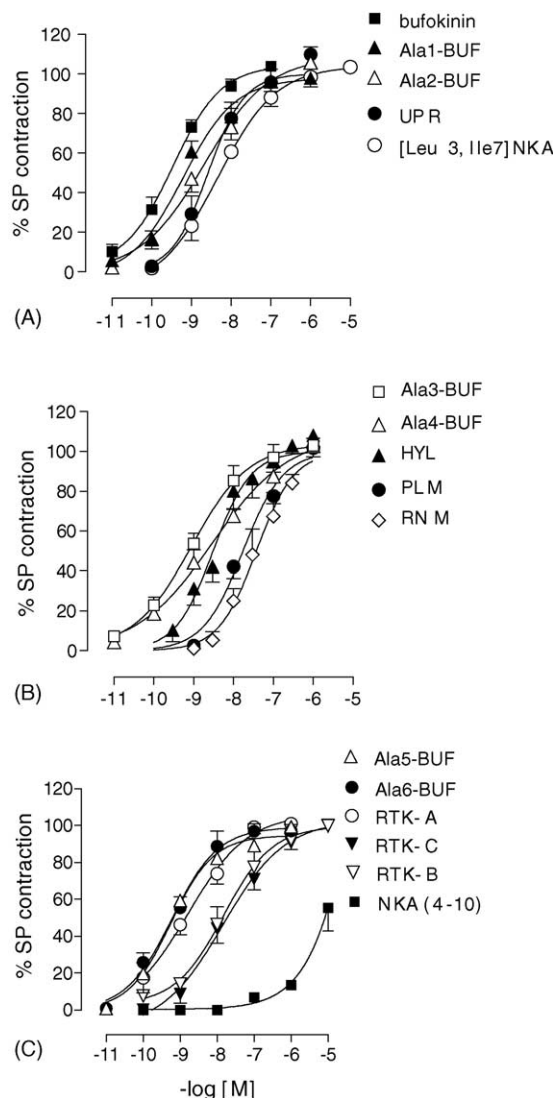 120
100
80
60
40
20
0
% SP contraction
-11 -10 -9 -8 -7 -6 -5
bufokinin
Ala1-BUF
Ala2-BUF
UPR
[Leu 3, Ile7] NKA
(A)
120
100
80
60
40
20
0
% SP contraction
-11 -10 -9 -8 -7 -6 -5
Ala3-BUF
Ala4-BUF
HYL
PLM
RNM
(B)
120
100
80
60
40
20
0
% SP contraction
-11 -10 -9 -8 -7 -6 -5
Ala5-BUF
Ala6-BUF
RTK-A
RTK-C
RTK-B
NKA (4-10)
(C)
-log [M]